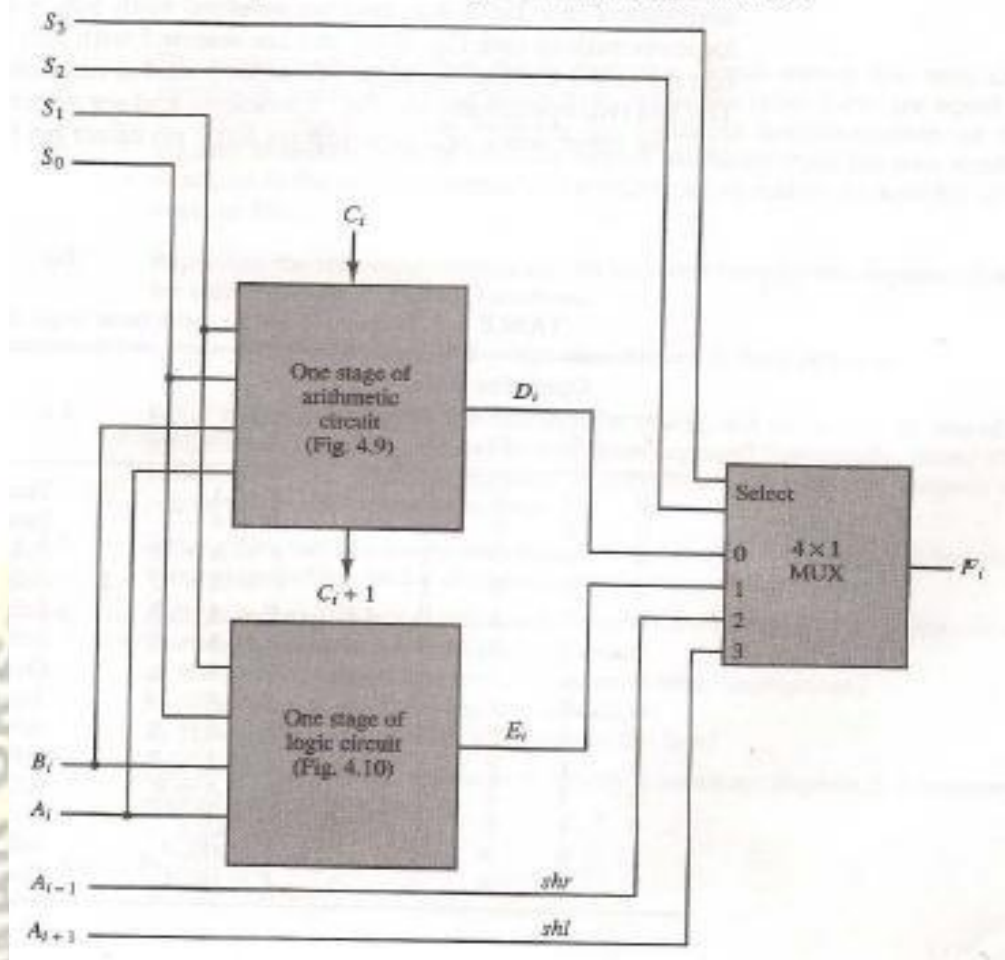 S₃
S₂
S₁
S₀
Cᵢ
One stage of
arithmetic
circuit
(Fig. 4.9)
Dᵢ
Select
0
4 × 1
MUX
1
2
3
Fᵢ
Cᵢ + 1
One stage of
logic circuit
(Fig. 4.10)
Eᵢ
Bᵢ
Aᵢ
Aᵢ₋₁
shr
Aᵢ₊₁
shl